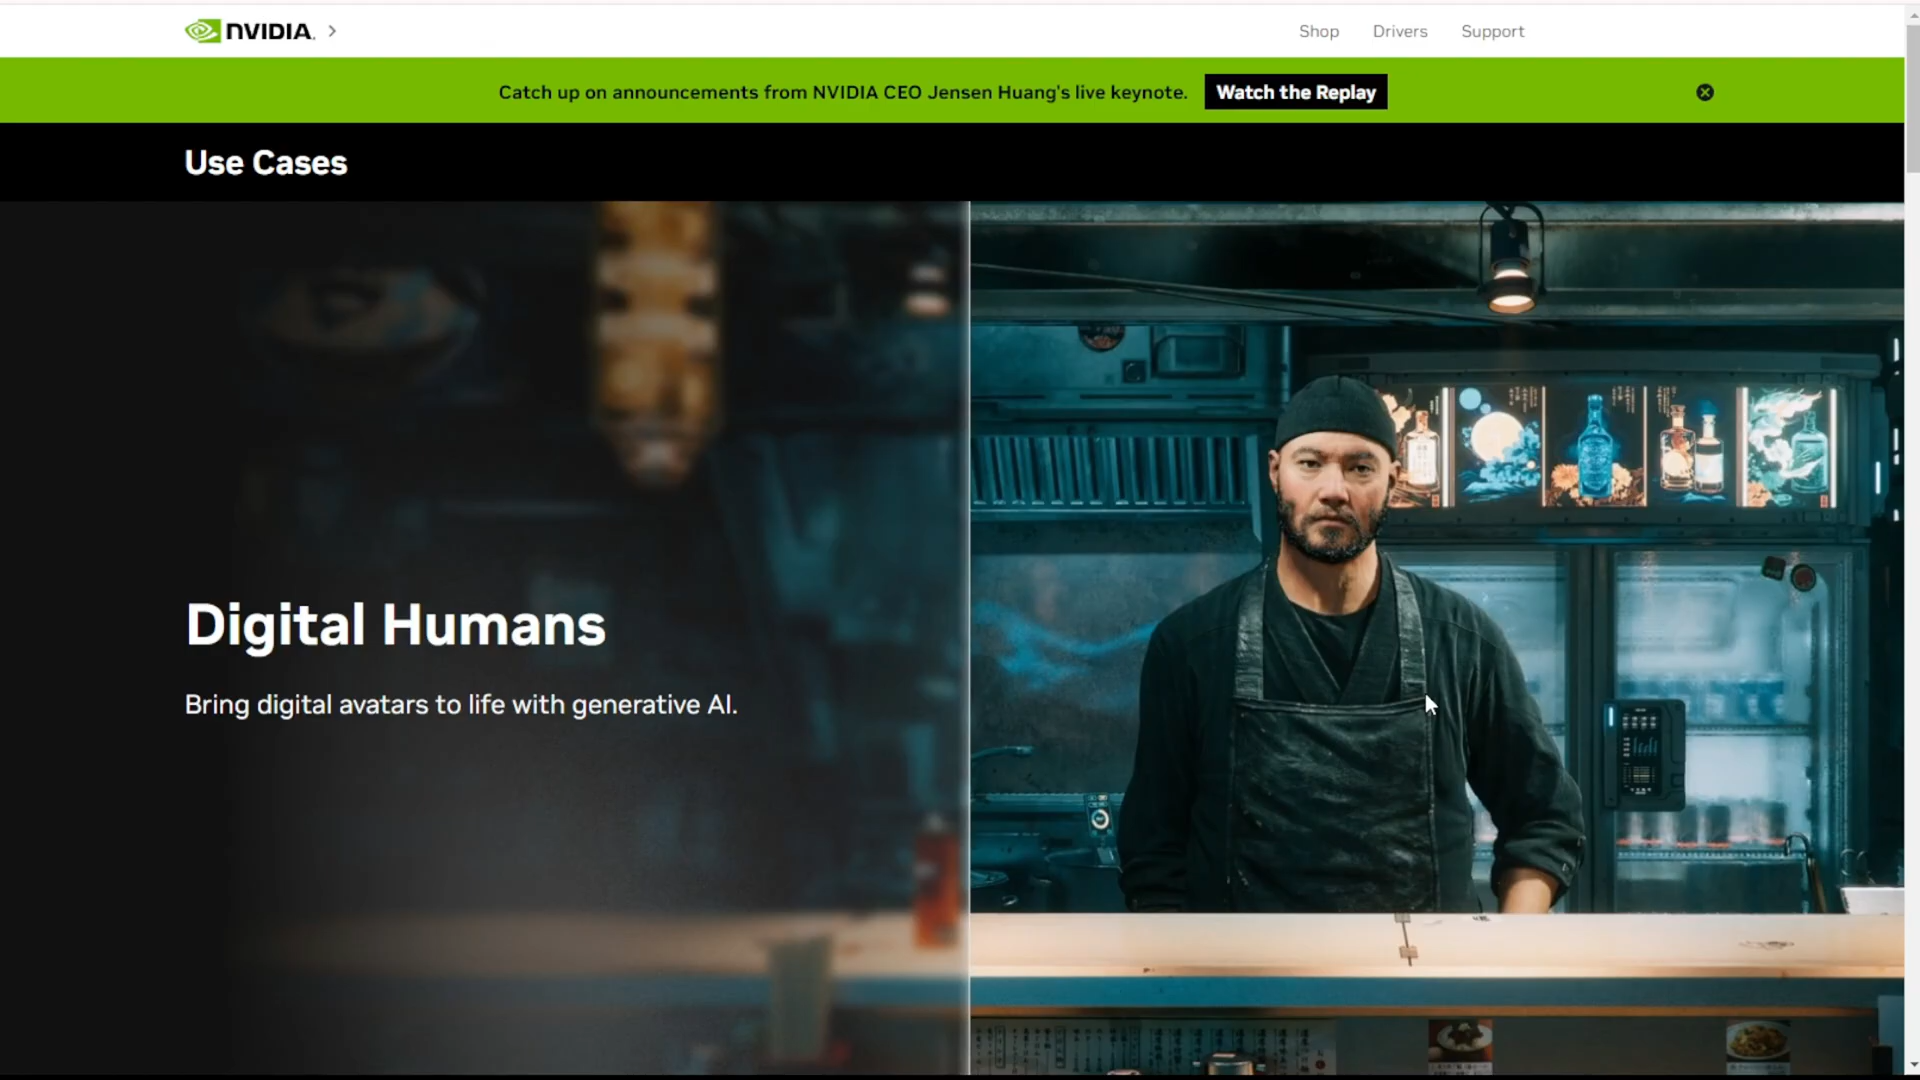 NVIDIA.
Shop
Drivers
Support
Catch up on announcements from NVIDIA CEO Jensen Huang's live keynote.
Watch the Replay
Use Cases
Digital Humans
Bring digital avatars to life with generative AI.